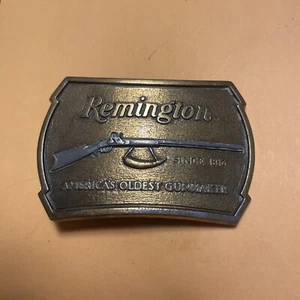 Remington
SINCE 1816
AMERICA'S OLDEST GUNMAKER